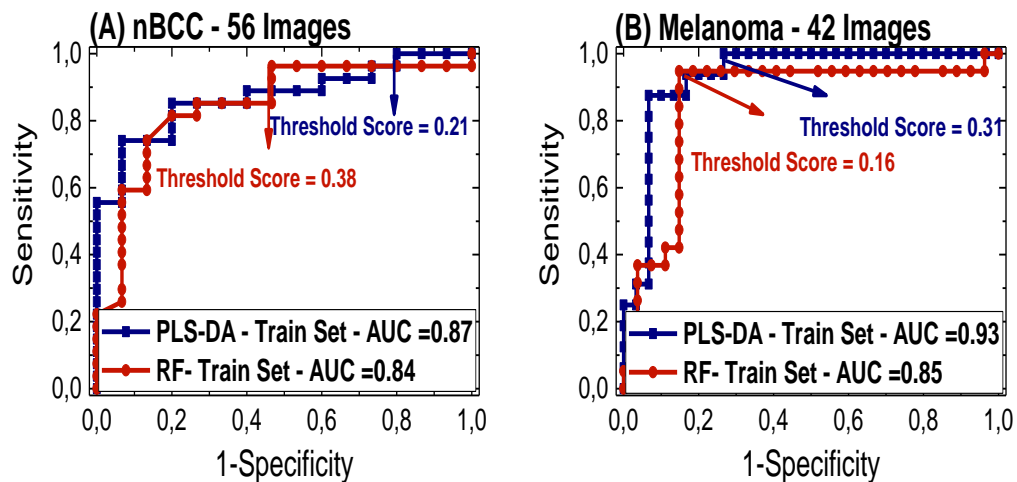 (A) nBCC - 56 Images
1,0
0,8
0,6
0,4
0,2
0,0
Sensitivity
Threshold Score = 0.21
Threshold Score = 0.38
PLS-DA - Train Set - AUC =0.87
RF- Train Set - AUC =0.84
0,0 0,2 0,4 0,6 0,8 1,0
1-Specificity
(B) Melanoma - 42 Images
1,0
0,8
0,6
0,4
0,2
0,0
Sensitivity
Threshold Score = 0.31
Threshold Score = 0.16
PLS-DA - Train Set - AUC =0.93
RF- Train Set - AUC =0.85
0,0 0,2 0,4 0,6 0,8 1,0
1-Specificity